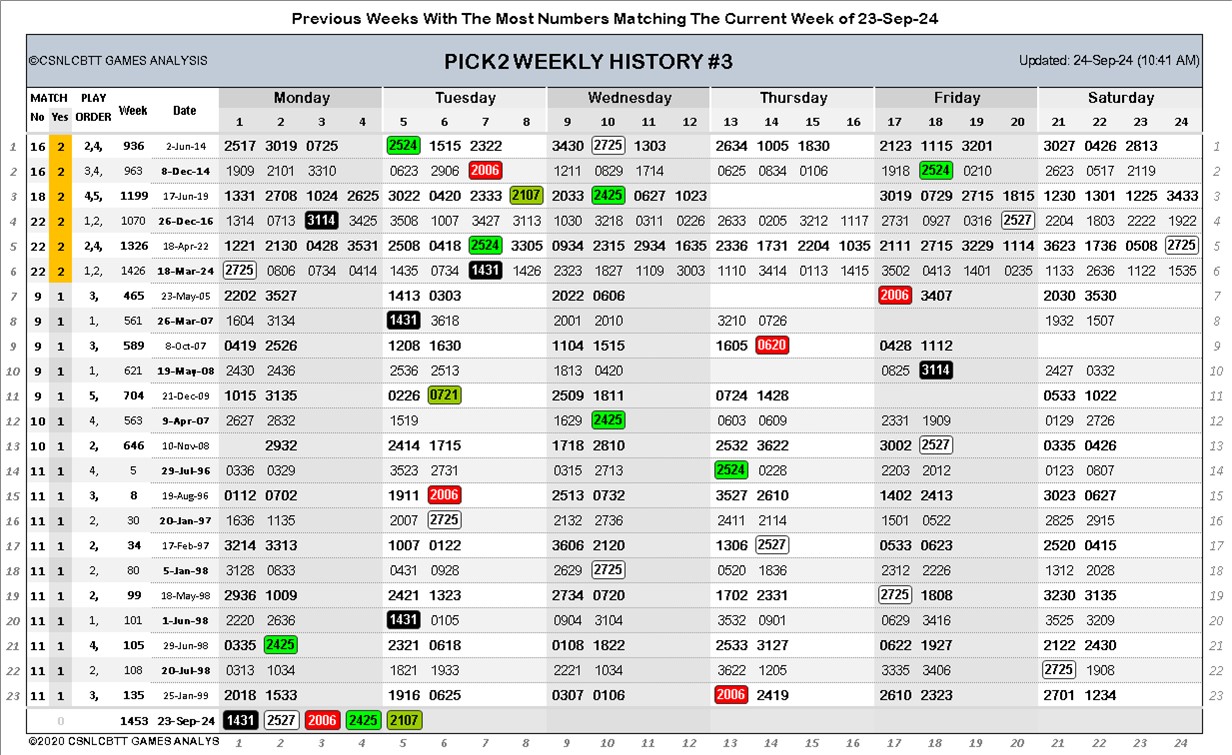 Previous Weeks With The Most Numbers Matching The Current Week of 23-Sep-24
©CSNLCBTT GAMES ANALYSIS PICK2 WEEKLY HISTORY #3 Updated: 24-Sep-24 (10:41 AM)
MATCH PLAY Week Date Monday Tuesday Wednesday Thursday Friday Saturday
No Yes ORDER 1 2 3 4 5 6 7 8 9 10 11 12 13 14 15 16 17 18 19 20 21 22 23 24
1 16 2 2,4, 936 2-Jun-14 2517 3019 0725 2524 1515 2322 3430 2725 1303 2634 1005 1830 2123 1115 3201 3027 0426 2813 1
2 16 2 3,4, 963 8-Dec-14 1909 2101 3310 0623 2906 2006 1211 0829 1714 0625 0834 0106 1918 2524 0210 2623 0517 2119 2
3 18 2 4,5, 1199 17-Jun-19 1331 2708 1024 2625 3022 0420 2333 2107 2033 2425 0627 1023 3019 0729 2715 1815 1230 1301 1225 3433 3
4 22 2 1,2, 1070 26-Dec-16 1314 0713 3114 3425 3508 1007 3427 3113 1030 3218 0311 0226 2633 0205 3212 1117 2731 0927 0316 2527 2204 1803 2222 1922 4
5 22 2 2,4, 1326 18-Apr-22 1221 2130 0428 3531 2508 0418 2524 3305 0934 2315 2934 1635 2336 1731 2204 1035 2111 2715 3229 1114 3623 1736 0508 2725 5
6 22 2 1,2, 1426 18-Mar-24 2725 0806 0734 0414 1435 0734 1431 1426 2323 1827 1109 3003 1110 3414 0113 1415 3502 0413 1401 0235 1133 2636 1122 1535 6
7 9 1 3, 465 23-May-05 2202 3527 1413 0303 2022 0606 2006 3407 2030 3530 7
8 9 1 1, 561 26-Mar-07 1604 3134 1431 3618 2001 2010 3210 0726 1932 1507 8
9 9 1 3, 589 8-Oct-07 0419 2526 1208 1630 1104 1515 1605 0620 0428 1112 9
10 9 1 1, 621 19-May-08 2430 2436 2536 2513 1813 0420 0825 3114 2427 0332 10
11 9 1 5, 704 21-Dec-09 1015 3135 0226 0721 2509 1811 0724 1428 0533 1022 11
12 10 1 4, 563 9-Apr-07 2627 2832 1519 1629 2425 0603 0609 2331 1909 0129 2726 12
13 10 1 2, 646 10-Nov-08 2932 2414 1715 1718 2810 2532 3622 3002 2527 0335 0426 13
14 11 1 4, 5 29-Jul-96 0336 0329 3523 2731 0315 2713 2524 0228 2203 2012 0123 0807 14
15 11 1 3, 8 19-Aug-96 0112 0702 1911 2006 2513 0732 3527 2610 1402 2413 3023 0627 15
16 11 1 2, 30 20-Jan-97 1636 1135 2007 2725 2132 2736 2411 2114 1501 0522 2825 2915 16
17 11 1 2, 34 17-Feb-97 3214 3313 1007 0122 3606 2120 1306 2527 0533 0623 2520 0415 17
18 11 1 2, 80 5-Jan-98 3128 0833 0431 0928 2629 2725 0520 1836 2312 2226 1312 2028 18
19 11 1 2, 99 18-May-98 2936 1009 2421 1323 2734 0720 1702 2331 2725 1808 3230 3135 19
20 11 1 1, 101 1-Jun-98 2220 2636 1431 0105 0904 3104 3532 0901 0629 3416 3525 3209 20
21 11 1 4, 105 29-Jun-98 0335 2425 2321 0618 0108 1822 2533 3127 0622 1927 2122 2430 21
22 11 1 2, 108 20-Jul-98 0313 1034 1821 1933 2221 1034 3622 1205 3335 3406 2725 1908 22
23 11 1 3, 135 25-Jan-99 2018 1533 1916 0625 0307 0106 2006 2419 2610 2323 2701 1234 23
0 1453 23-Sep-24 1431 2527 2006 2425 2107
©2020 CSNLCBTT GAMES ANALYS 1 2 3 4 5 6 7 8 9 10 11 12 13 14 15 16 17 18 19 20 21 22 23 24